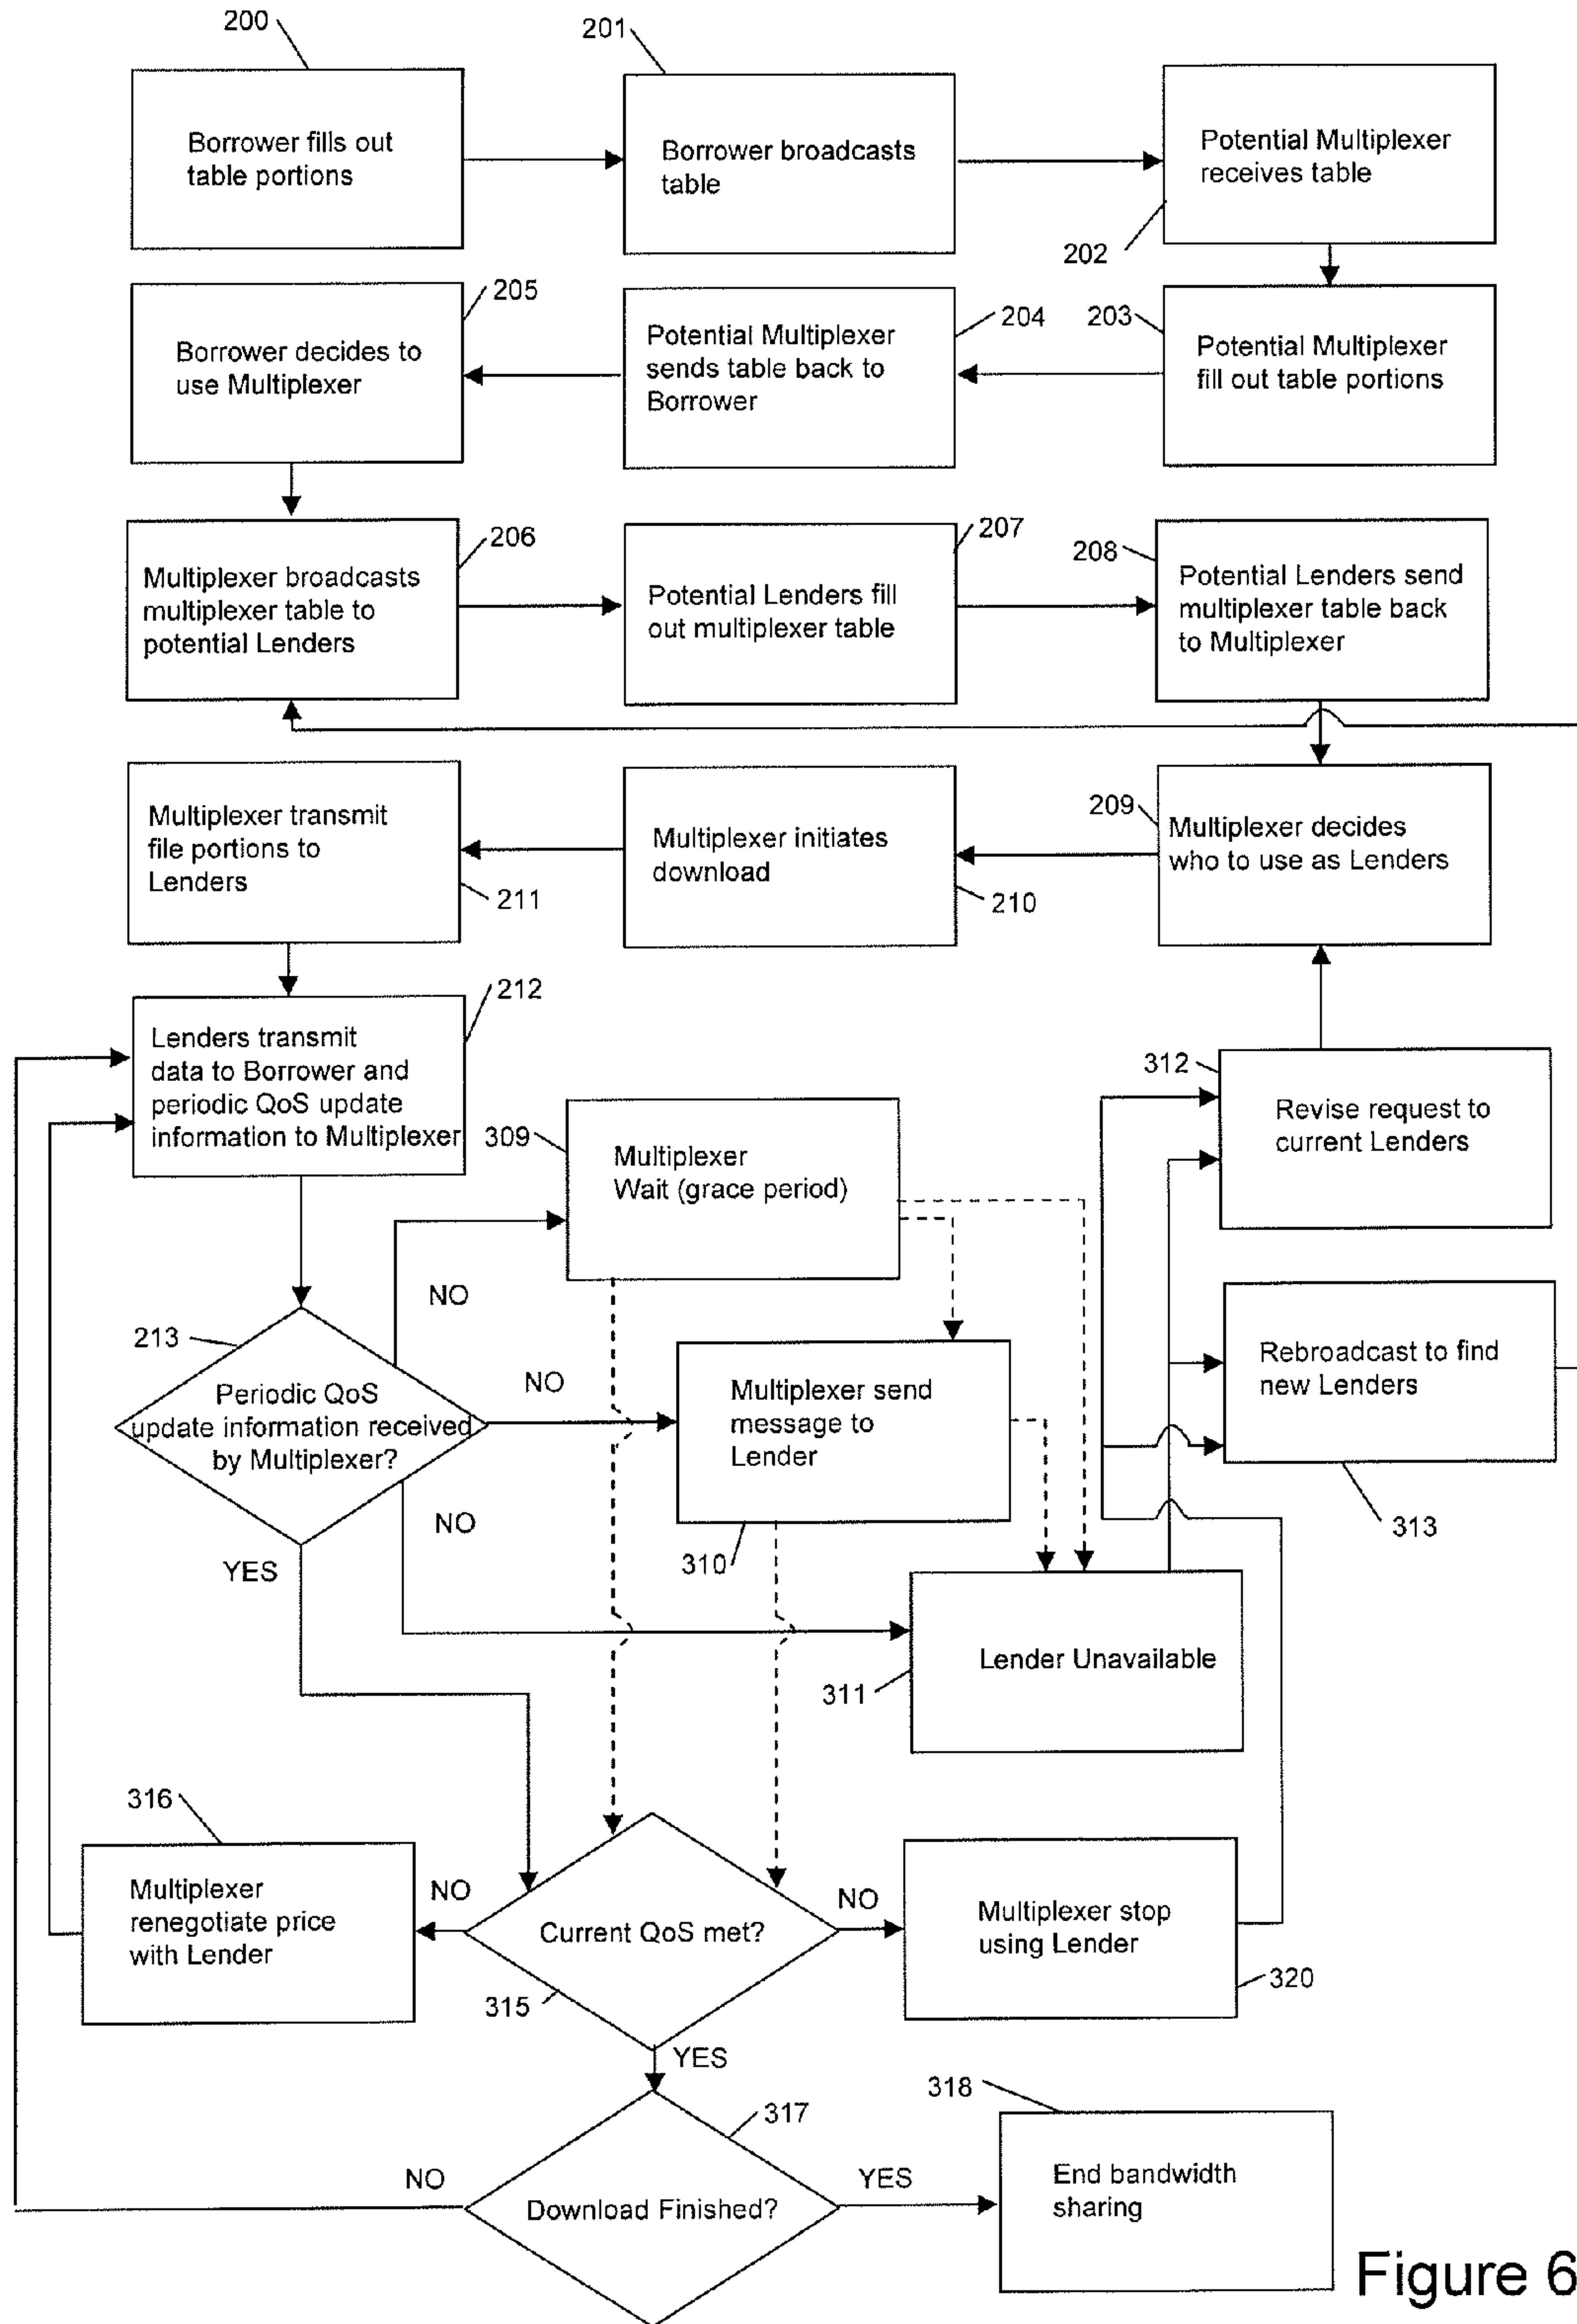 200
201
Borrower fills out
table portions
Borrower broadcasts
table
Potential Multiplexer
receives table
202
205
Borrower decides to
use Multiplexer
Potential Multiplexer
sends table back to
Borrower
204
203
Potential Multiplexer
fill out table portions
206
Multiplexer broadcasts
multiplexer table to
potential Lenders
207
Potential Lenders fill
out multiplexer table
208
Potential Lenders send
multiplexer table back
to Multiplexer
Multiplexer transmit
file portions to
Lenders
211
Multiplexer initiates
download
210
209
Multiplexer decides
who to use as Lenders
212
Lenders transmit
data to Borrower and
periodic QoS update
information to Multiplexer
309
Multiplexer
Wait (grace period)
312
Revise request to
current Lenders
NO
213
Periodic QoS
update information received
by Multiplexer?
NO
Multiplexer send
message to
Lender
310
Rebroadcast to find
new Lenders
313
NO
YES
Lender Unavailable
311
316
Multiplexer
renegotiate price
with Lender
NO
Current QoS met?
315
NO
Multiplexer stop
using Lender
320
YES
317
318
NO
Download Finished?
YES
End bandwidth
sharing
Figure 6